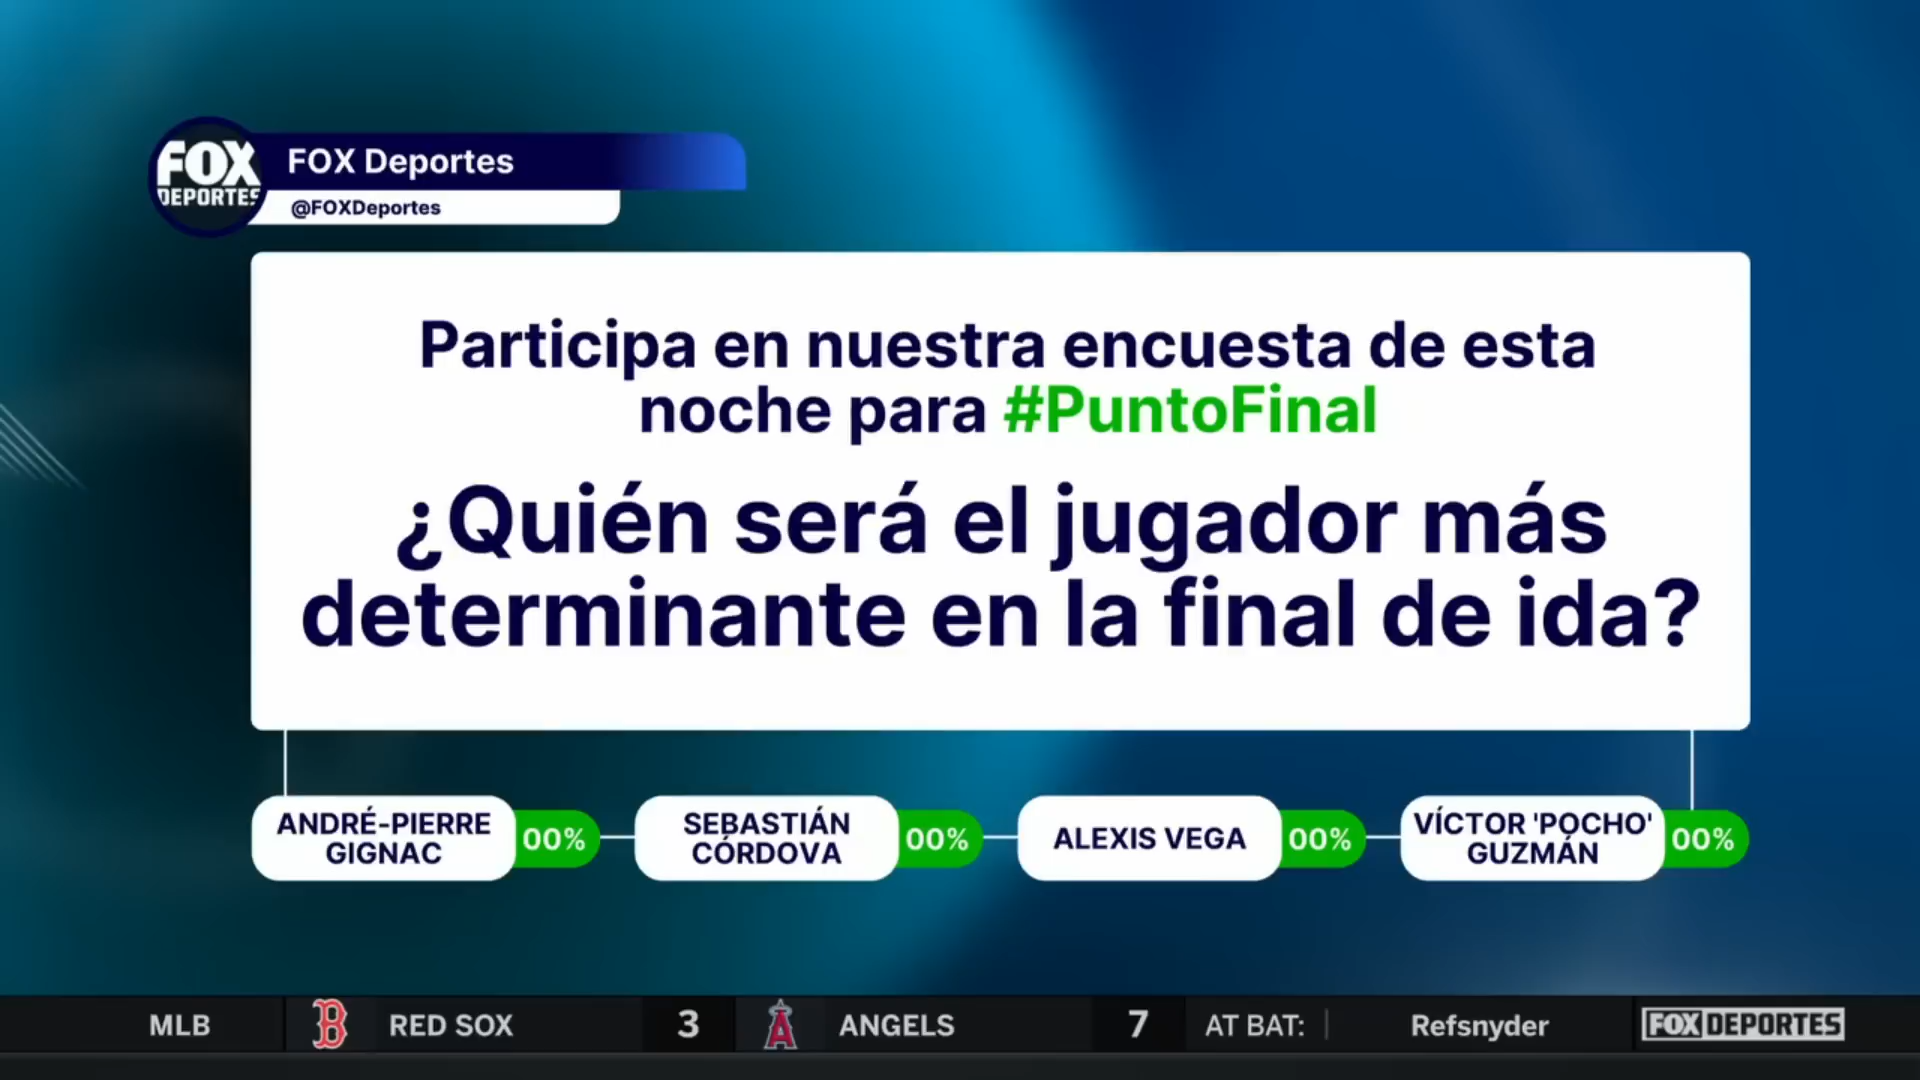 FOX
DEPORTES
FOX Deportes
@FOXDeportes
Participa en nuestra encuesta de esta
noche para #PuntoFinal
¿Quién será el jugador más
determinante en la final de ida?
ANDRÉ-PIERRE
GIGNAC
00%
SEBASTIÁN
CÓRDOVA
00%
ALEXIS VEGA
00%
VÍCTOR 'POCHO'
GUZMÁN
00%
MLB B RED SOX 3 A ANGELS 7 AT BAT: Refsnyder FOX DEPORTES